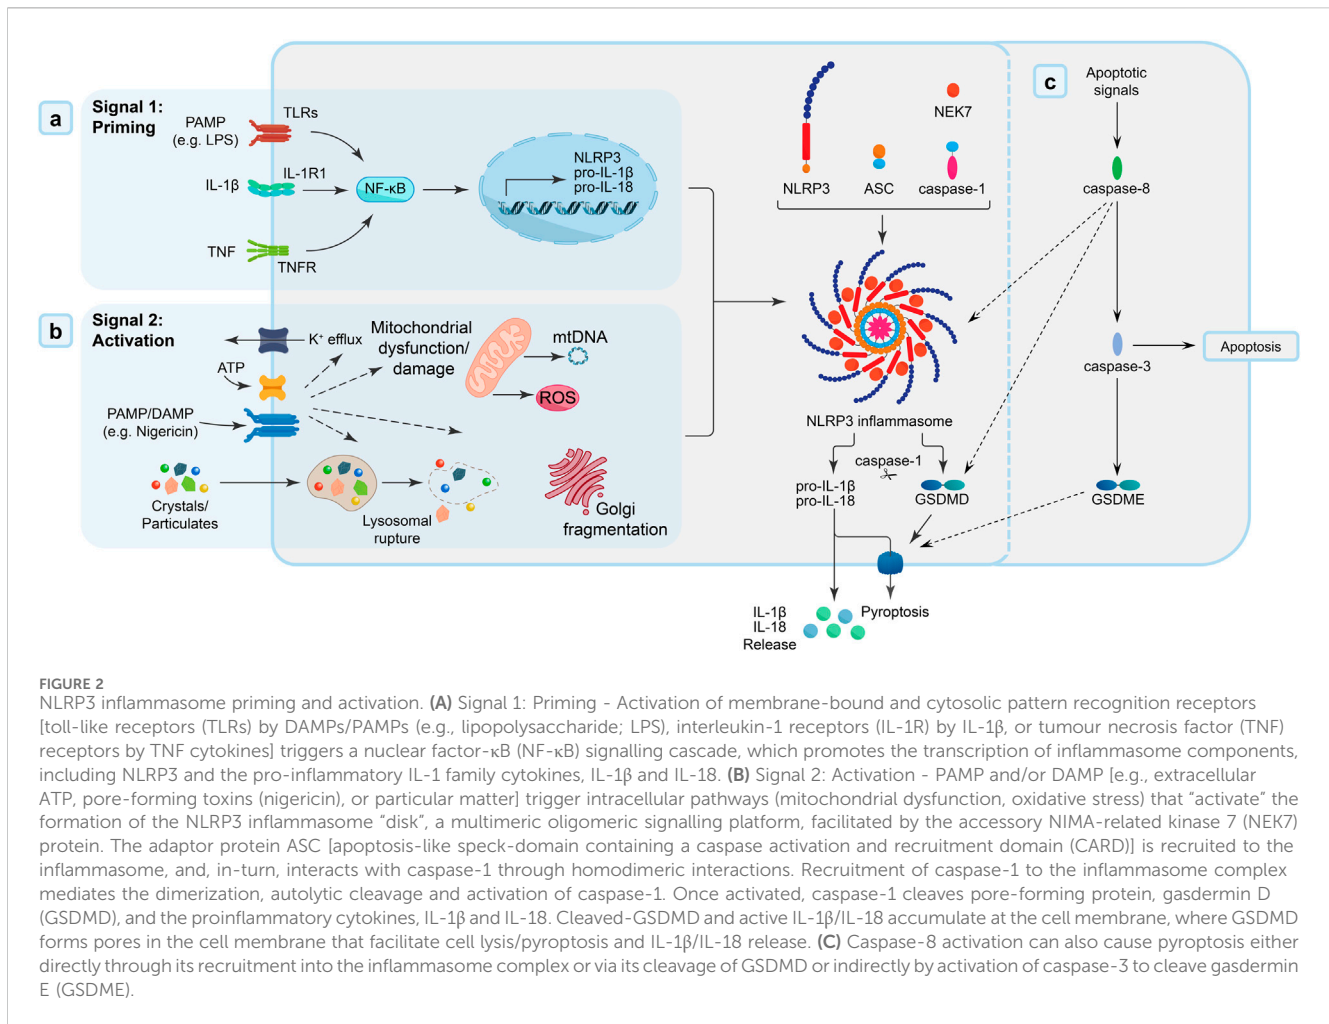 a
Signal 1:
Priming
PAMP
(e.g. LPS)
TLRs
IL-1β
IL-1R1
TNF
TNFR
NF-κB
NLRP3
pro-IL-1β
pro-IL-18
b
Signal 2:
Activation
K⁺ efflux
ATP
PAMP/DAMP
(e.g. Nigericin)
Crystals/
Particulates
Mitochondrial
dysfunction/
damage
mtDNA
ROS
Lysosomal
rupture
Golgi
fragmentation
NLRP3
ASC
NEK7
caspase-1
NLRP3 inflammasome
caspase-1
pro-IL-1β
pro-IL-18
GSDMD
IL-1β
IL-18
Release
Pyroptosis
c
Apoptotic
signals
caspase-8
caspase-3
Apoptosis
GSDME
FIGURE 2
NLRP3 inflammasome priming and activation. (A) Signal 1: Priming - Activation of membrane-bound and cytosolic pattern recognition receptors
[toll-like receptors (TLRs) by DAMPs/PAMPs (e.g., lipopolysaccharide; LPS), interleukin-1 receptors (IL-1R) by IL-1β, or tumour necrosis factor (TNF)
receptors by TNF cytokines] triggers a nuclear factor-κB (NF-κB) signalling cascade, which promotes the transcription of inflammasome components,
including NLRP3 and the pro-inflammatory IL-1 family cytokines, IL-1β and IL-18. (B) Signal 2: Activation - PAMP and/or DAMP [e.g., extracellular
ATP, pore-forming toxins (nigericin), or particular matter] trigger intracellular pathways (mitochondrial dysfunction, oxidative stress) that “activate” the
formation of the NLRP3 inflammasome “disk”, a multimeric oligomeric signalling platform, facilitated by the accessory NIMA-related kinase 7 (NEK7)
protein. The adaptor protein ASC [apoptosis-like speck-domain containing a caspase activation and recruitment domain (CARD)] is recruited to the
inflammasome, and, in-turn, interacts with caspase-1 through homodimeric interactions. Recruitment of caspase-1 to the inflammasome complex
mediates the dimerization, autolytic cleavage and activation of caspase-1. Once activated, caspase-1 cleaves pore-forming protein, gasdermin D
(GSDMD), and the proinflammatory cytokines, IL-1β and IL-18. Cleaved-GSDMD and active IL-1β/IL-18 accumulate at the cell membrane, where GSDMD
forms pores in the cell membrane that facilitate cell lysis/pyroptosis and IL-1β/IL-18 release. (C) Caspase-8 activation can also cause pyroptosis either
directly through its recruitment into the inflammasome complex or via its cleavage of GSDMD or indirectly by activation of caspase-3 to cleave gasdermin
E (GSDME).